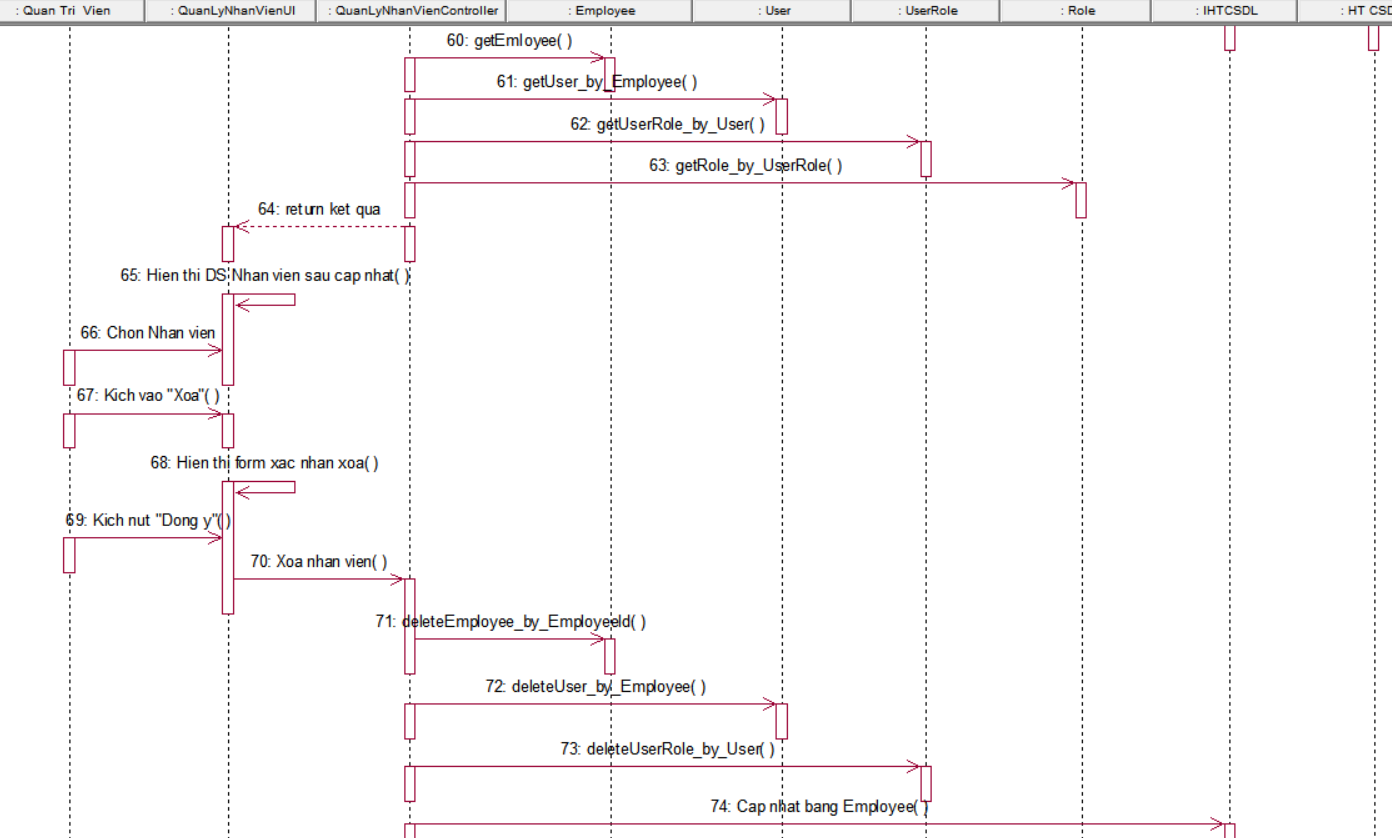 : Quan Tri Vien
: QuanLyNhanVienUI
: QuanLyNhanVienController
: Employee
: User
: UserRole
: Role
: IHTCSDL
: HT CSD
60: getEmloyee( )
61: getUser_by_Employee( )
62: getUserRole_by_User( )
63: getRole_by_UserRole( )
64: return ket qua
65: Hien thi DS Nhan vien sau cap nhat( )
66: Chon Nhan vien
67: Kich vao "Xoa"( )
68: Hien thi form xac nhan xoa( )
69: Kich nut "Dong y"( )
70: Xoa nhan vien( )
71: deleteEmployee_by_EmployeeId( )
72: deleteUser_by_Employee( )
73: deleteUserRole_by_User( )
74: Cap nhat bang Employee( )